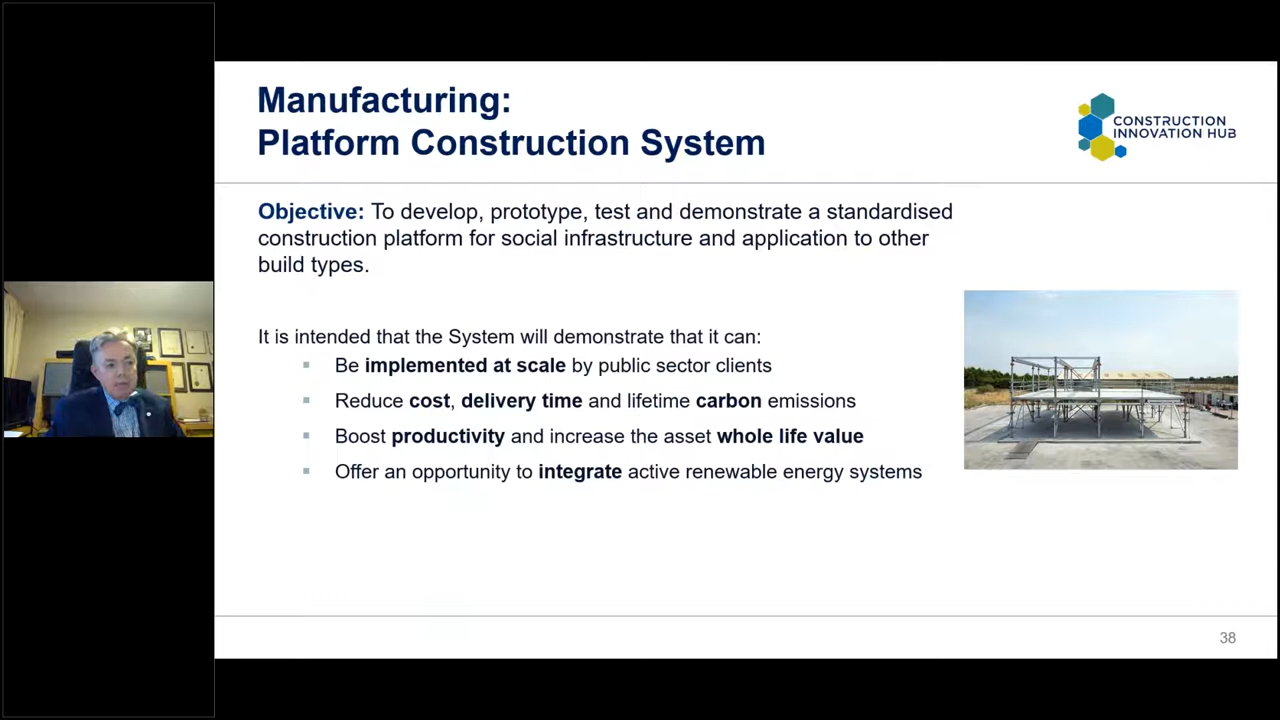 Manufacturing:
Platform Construction System
CONSTRUCTION
INNOVATION HUB
Objective: To develop, prototype, test and demonstrate a standardised
construction platform for social infrastructure and application to other
build types.
It is intended that the System will demonstrate that it can:
▪ Be implemented at scale by public sector clients
▪ Reduce cost, delivery time and lifetime carbon emissions
▪ Boost productivity and increase the asset whole life value
▪ Offer an opportunity to integrate active renewable energy systems
38